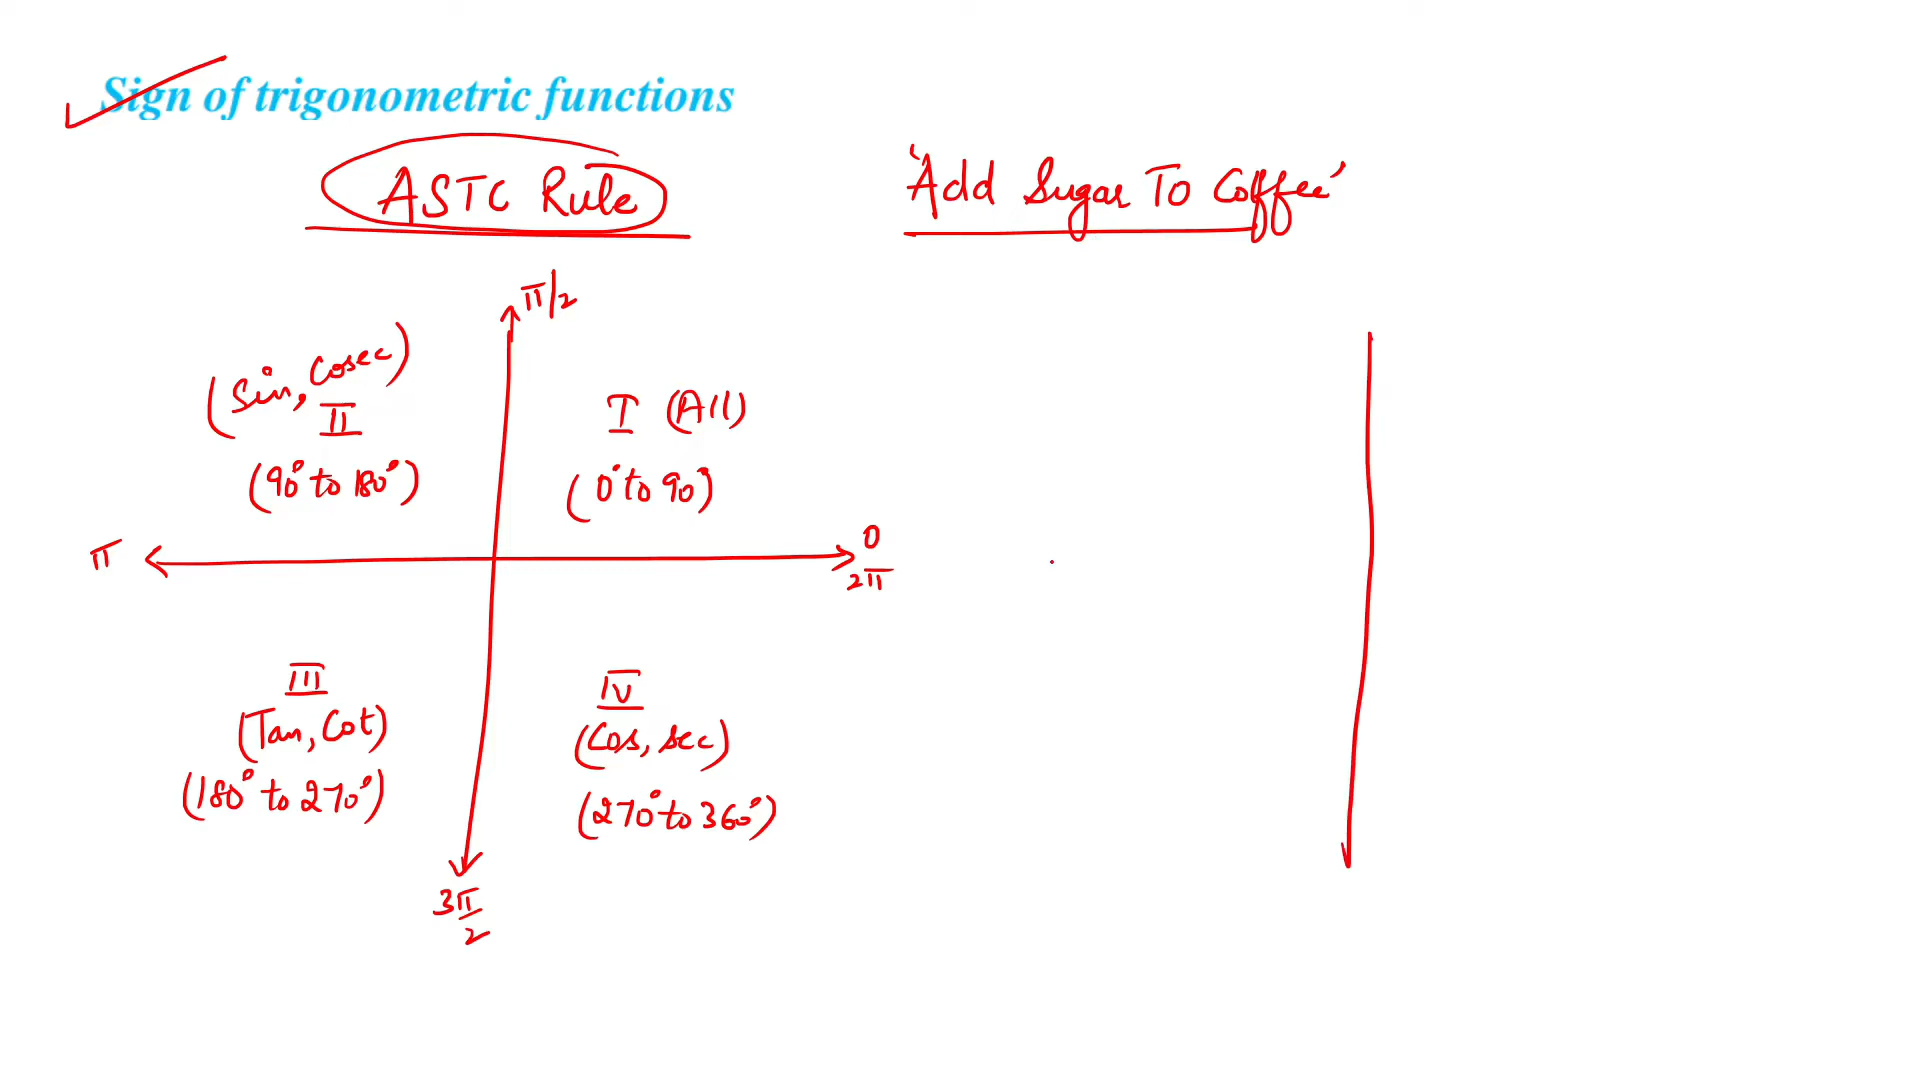 Sign of trigonometric functions
ASTC Rule
'Add Sugar To Coffee'
π/2
(Sin, Cosec)
II
(90° to 180°)
I (All)
(0° to 90°)
π
0
2π
III
(Tan, Cot)
(180° to 270°)
IV
(Cos, sec)
(270° to 360°)
3π/2